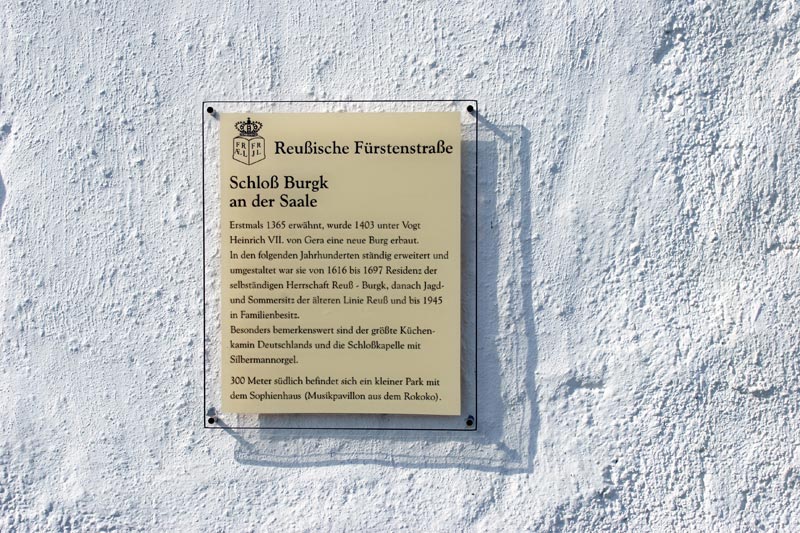 FR FR
Æ.L J.L.
Reußische Fürstenstraße
Schloß Burgk
an der Saale
Erstmals 1365 erwähnt, wurde 1403 unter Vogt
Heinrich VII. von Gera eine neue Burg erbaut.
In den folgenden Jahrhunderten ständig erweitert und
umgestaltet war sie von 1616 bis 1697 Residenz der
selbständigen Herrschaft Reuß - Burgk, danach Jagd-
und Sommersitz der älteren Linie Reuß und bis 1945
in Familienbesitz.
Besonders bemerkenswert sind der größte Küchen-
kamin Deutschlands und die Schloßkapelle mit
Silbermannorgel.
300 Meter südlich befindet sich ein kleiner Park mit
dem Sophienhaus (Musikpavillon aus dem Rokoko).